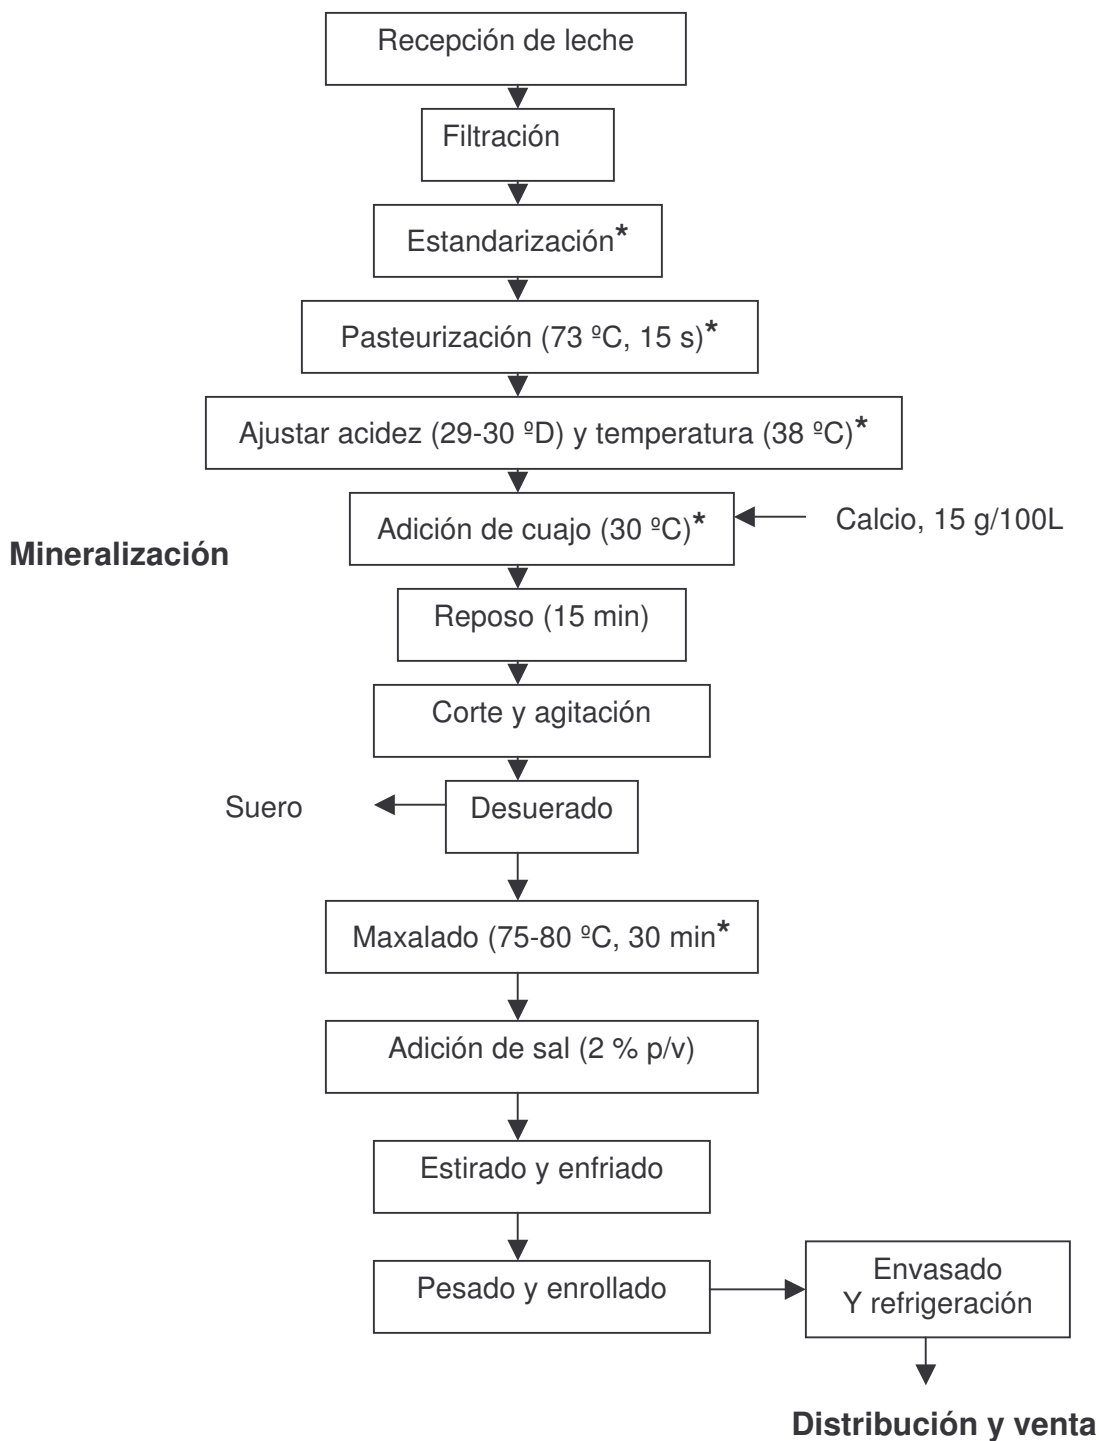 Recepción de leche
Filtración
Estandarización*
Pasteurización (73 ºC, 15 s)*
Ajustar acidez (29-30 ºD) y temperatura (38 ºC)*
Adición de cuajo (30 ºC)*
Calcio, 15 g/100L
Mineralización
Reposo (15 min)
Corte y agitación
Suero
Desuerado
Maxalado (75-80 ºC, 30 min*
Adición de sal (2 % p/v)
Estirado y enfriado
Pesado y enrollado
Envasado
Y refrigeración
Distribución y venta